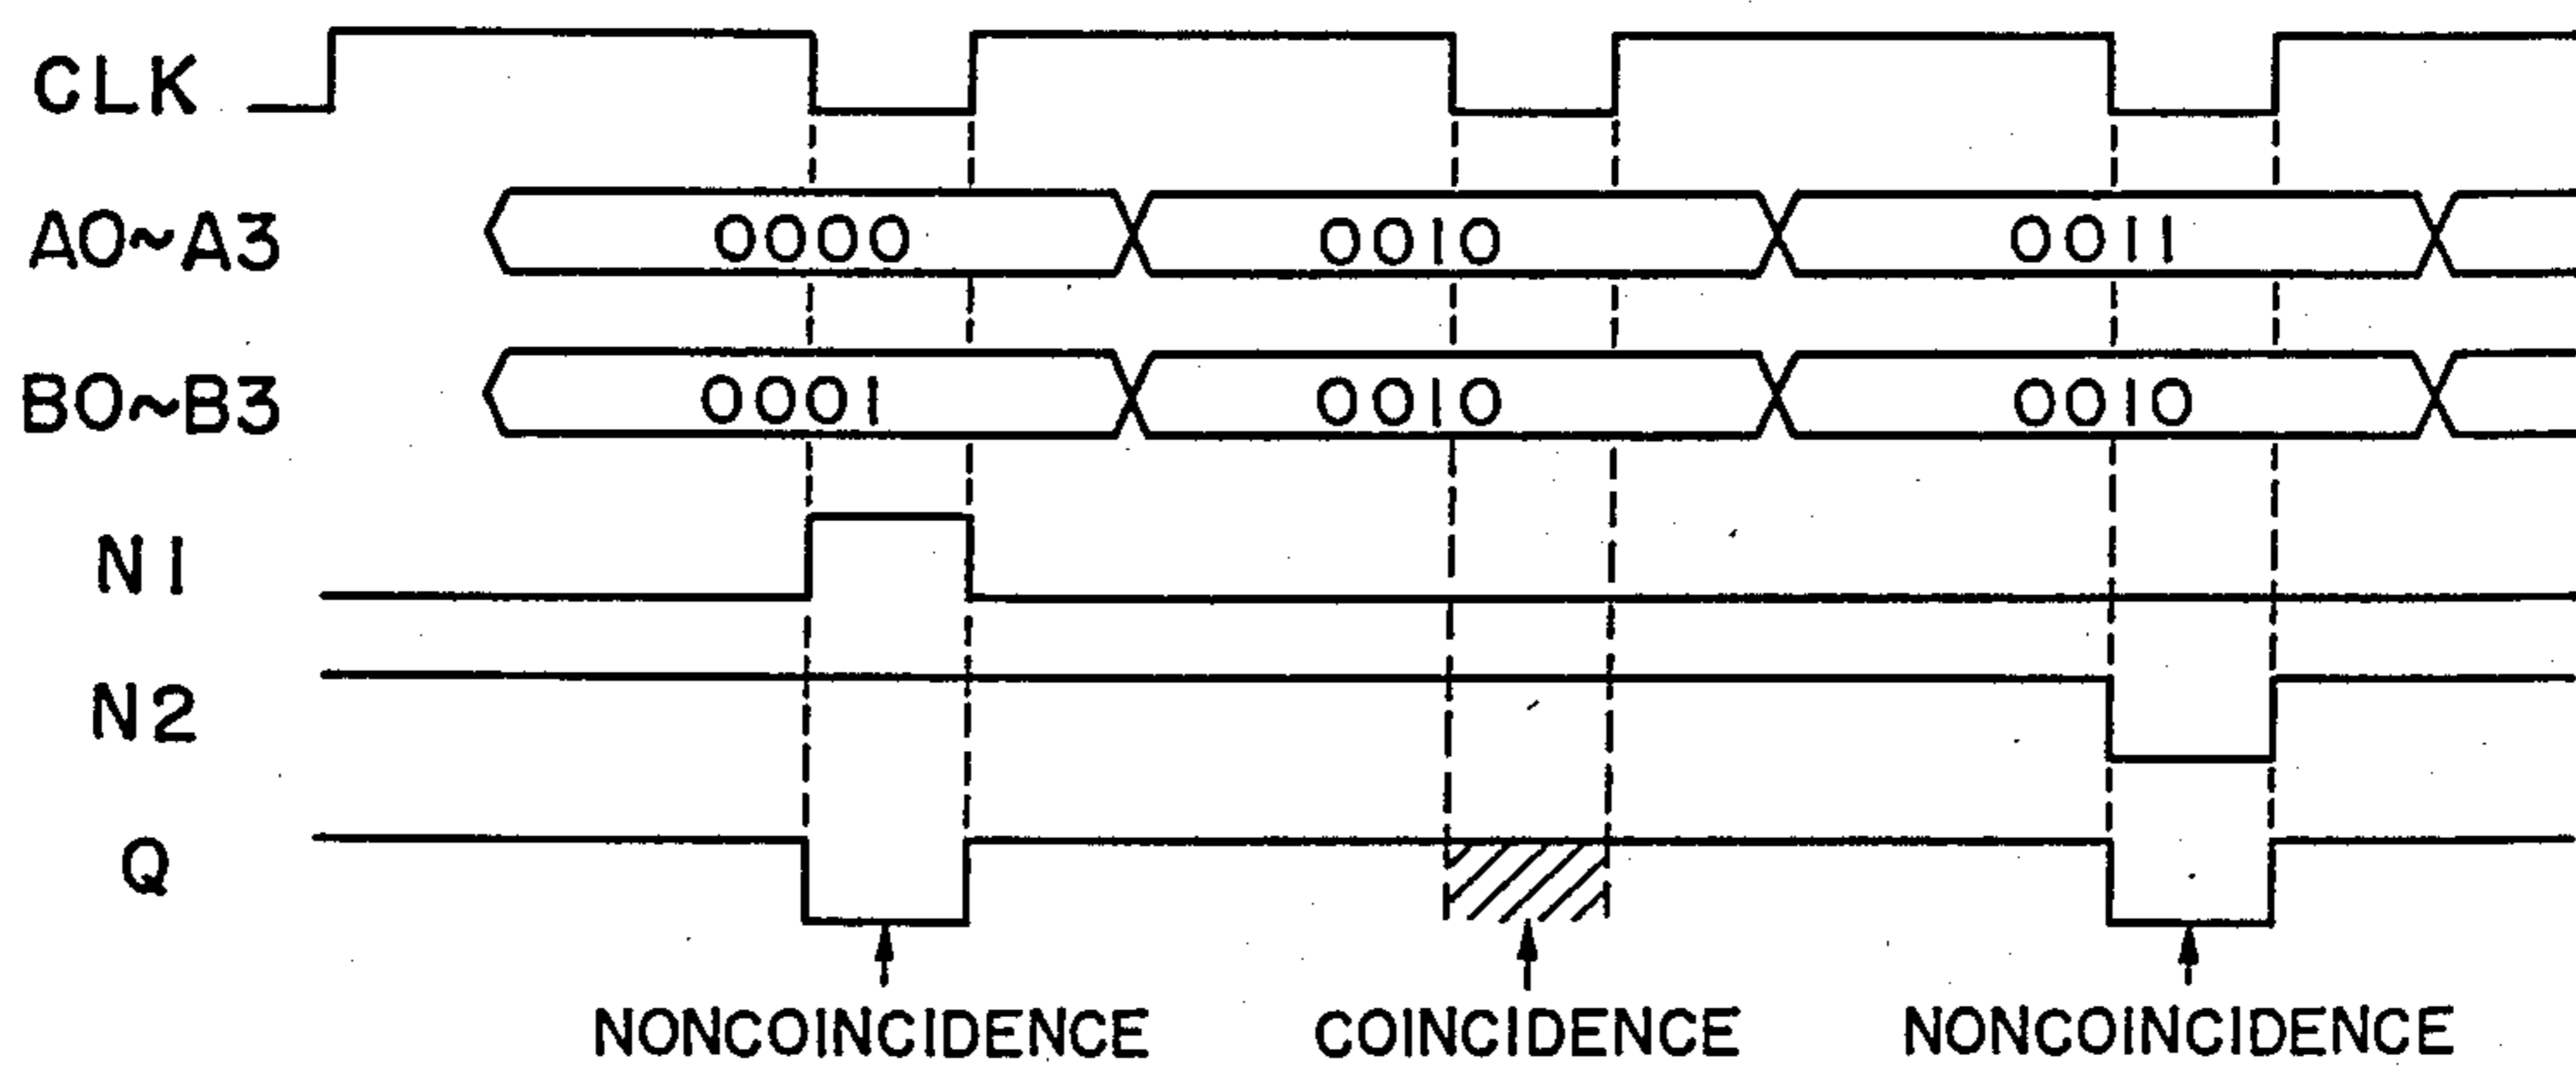 CLK
A0~A3 0000 0010 0011
B0~B3 0001 0010 0010
N1
N2
Q
NONCOINCIDENCE COINCIDENCE NONCOINCIDENCE